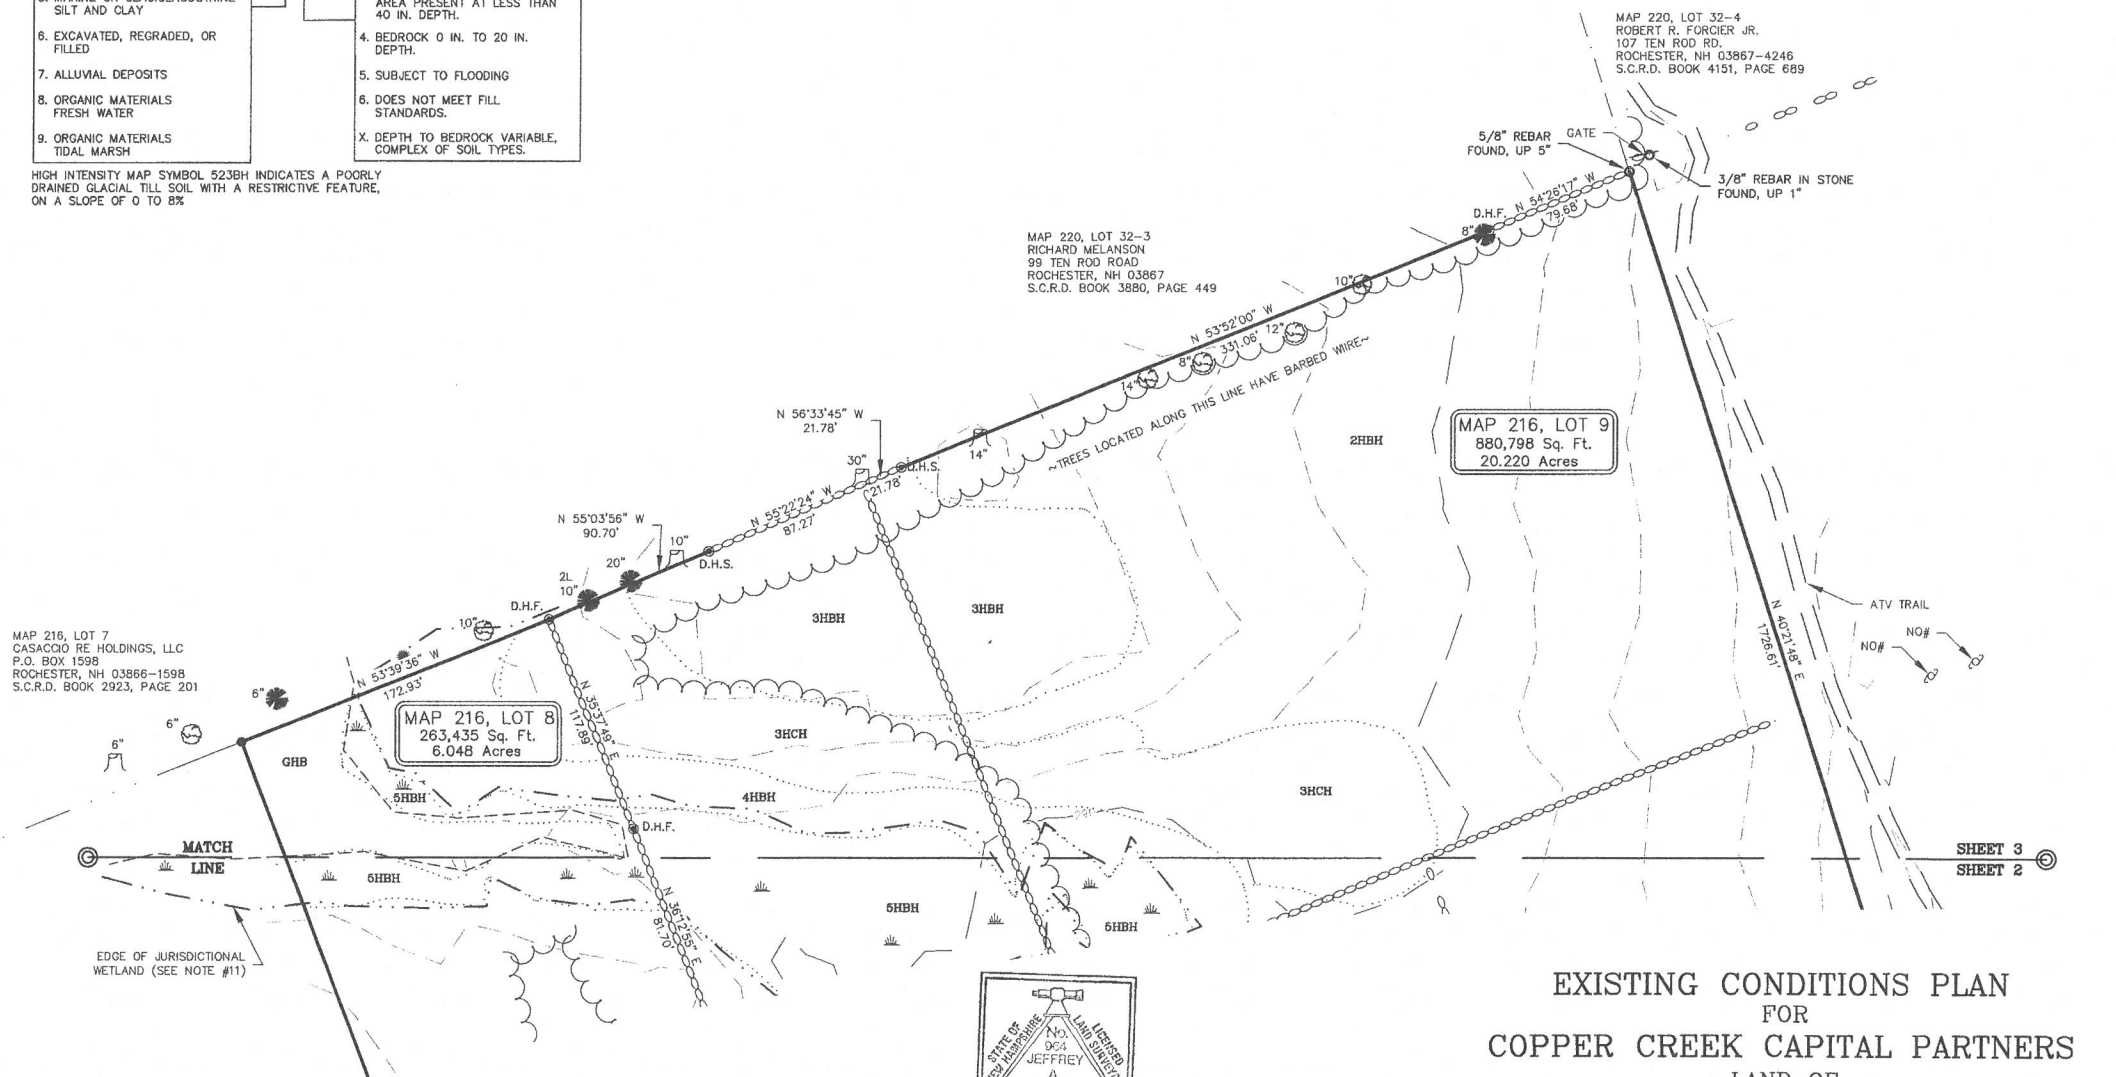 SILT AND CLAY
6. EXCAVATED, REGRADED, OR
FILLED
7. ALLUVIAL DEPOSITS
8. ORGANIC MATERIALS
FRESH WATER
9. ORGANIC MATERIALS
TIDAL MARSH
AREA PRESENT AT LESS THAN
40 IN. DEPTH.
4. BEDROCK 0 IN. TO 20 IN.
DEPTH.
5. SUBJECT TO FLOODING
6. DOES NOT MEET FILL
STANDARDS.
X. DEPTH TO BEDROCK VARIABLE,
COMPLEX OF SOIL TYPES.
HIGH INTENSITY MAP SYMBOL 523BH INDICATES A POORLY
DRAINED GLACIAL TILL SOIL WITH A RESTRICTIVE FEATURE,
ON A SLOPE OF 0 TO 8%
MAP 220, LOT 32-4
ROBERT R. FORCIER JR.
107 TEN ROD RD.
ROCHESTER, NH 03867-4246
S.C.R.D. BOOK 4151, PAGE 689
5/8" REBAR
FOUND, UP 5"
GATE
3/8" REBAR IN STONE
FOUND, UP 1"
N 54°26'17" W
79.68'
D.H.F.
8"
MAP 220, LOT 32-3
RICHARD MELANSON
99 TEN ROD ROAD
ROCHESTER, NH 03867
S.C.R.D. BOOK 3880, PAGE 449
10"
N 53°52'00" W
331.06'
12"
8"
14"
~TREES LOCATED ALONG THIS LINE HAVE BARBED WIRE~
N 56°33'45" W
21.78'
14"
30"
D.H.S.
21.78'
2HBH
MAP 216, LOT 9
880,798 Sq. Ft.
20.220 Acres
N 55°22'24" W
87.27'
N 55°03'56" W
90.70'
10"
D.H.S.
20"
2L
10"
D.H.F.
10"
3HBH
3HBH
ATV TRAIL
NO#
NO#
N 40°21'48" E
1726.61'
MAP 216, LOT 7
CASACCIO RE HOLDINGS, LLC
P.O. BOX 1598
ROCHESTER, NH 03866-1598
S.C.R.D. BOOK 2923, PAGE 201
N 53°39'36" W
172.93'
6"
6"
6"
MAP 216, LOT 8
263,435 Sq. Ft.
6.048 Acres
N 35°37'49" E
117.89'
GHB
3HCH
5HBH
4HBH
3HCH
D.H.F.
MATCH
LINE
SHEET 3
SHEET 2
5HBH
5HBH
5HBH
N 36°12'55" E
81.70'
EDGE OF JURISDICTIONAL
WETLAND (SEE NOTE #11)
STATE OF
NEW HAMPSHIRE
LICENSED
LAND SURVEYOR
No.
964
JEFFREY
A
EXISTING CONDITIONS PLAN
FOR
COPPER CREEK CAPITAL PARTNERS
LAND OF